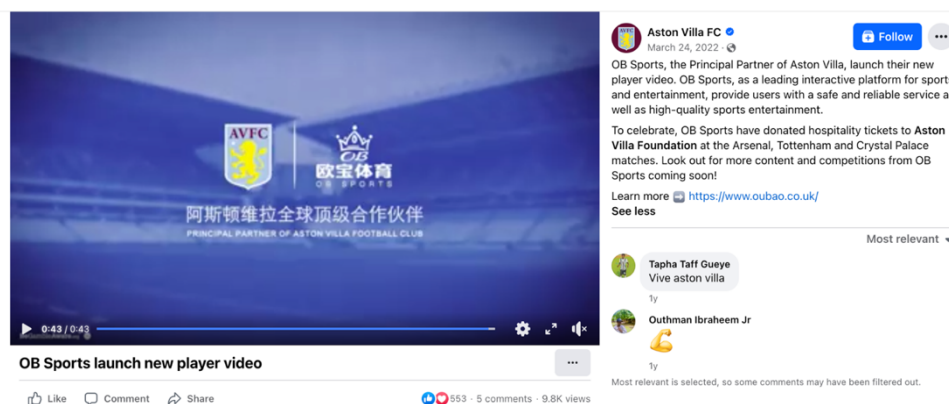 AVFC
OB
欧宝体育
OB SPORTS
阿斯顿维拉全球顶级合作伙伴
PRINCIPAL PARTNER OF ASTON VILLA FOOTBALL CLUB
0:43 / 0:43
OB Sports launch new player video
Like Comment Share 553 · 5 comments · 9.8K views
Aston Villa FC
Follow
March 24, 2022 ·
OB Sports, the Principal Partner of Aston Villa, launch their new
player video. OB Sports, as a leading interactive platform for sports
and entertainment, provide users with a safe and reliable service a
well as high-quality sports entertainment.
To celebrate, OB Sports have donated hospitality tickets to Aston
Villa Foundation at the Arsenal, Tottenham and Crystal Palace
matches. Look out for more content and competitions from OB
Sports coming soon!
Learn more ➡️ https://www.oubao.co.uk/
See less
Most relevant
Tapha Taff Gueye
Vive aston villa
1y
Outhman Ibraheem Jr
💪
1y
Most relevant is selected, so some comments may have been filtered out.